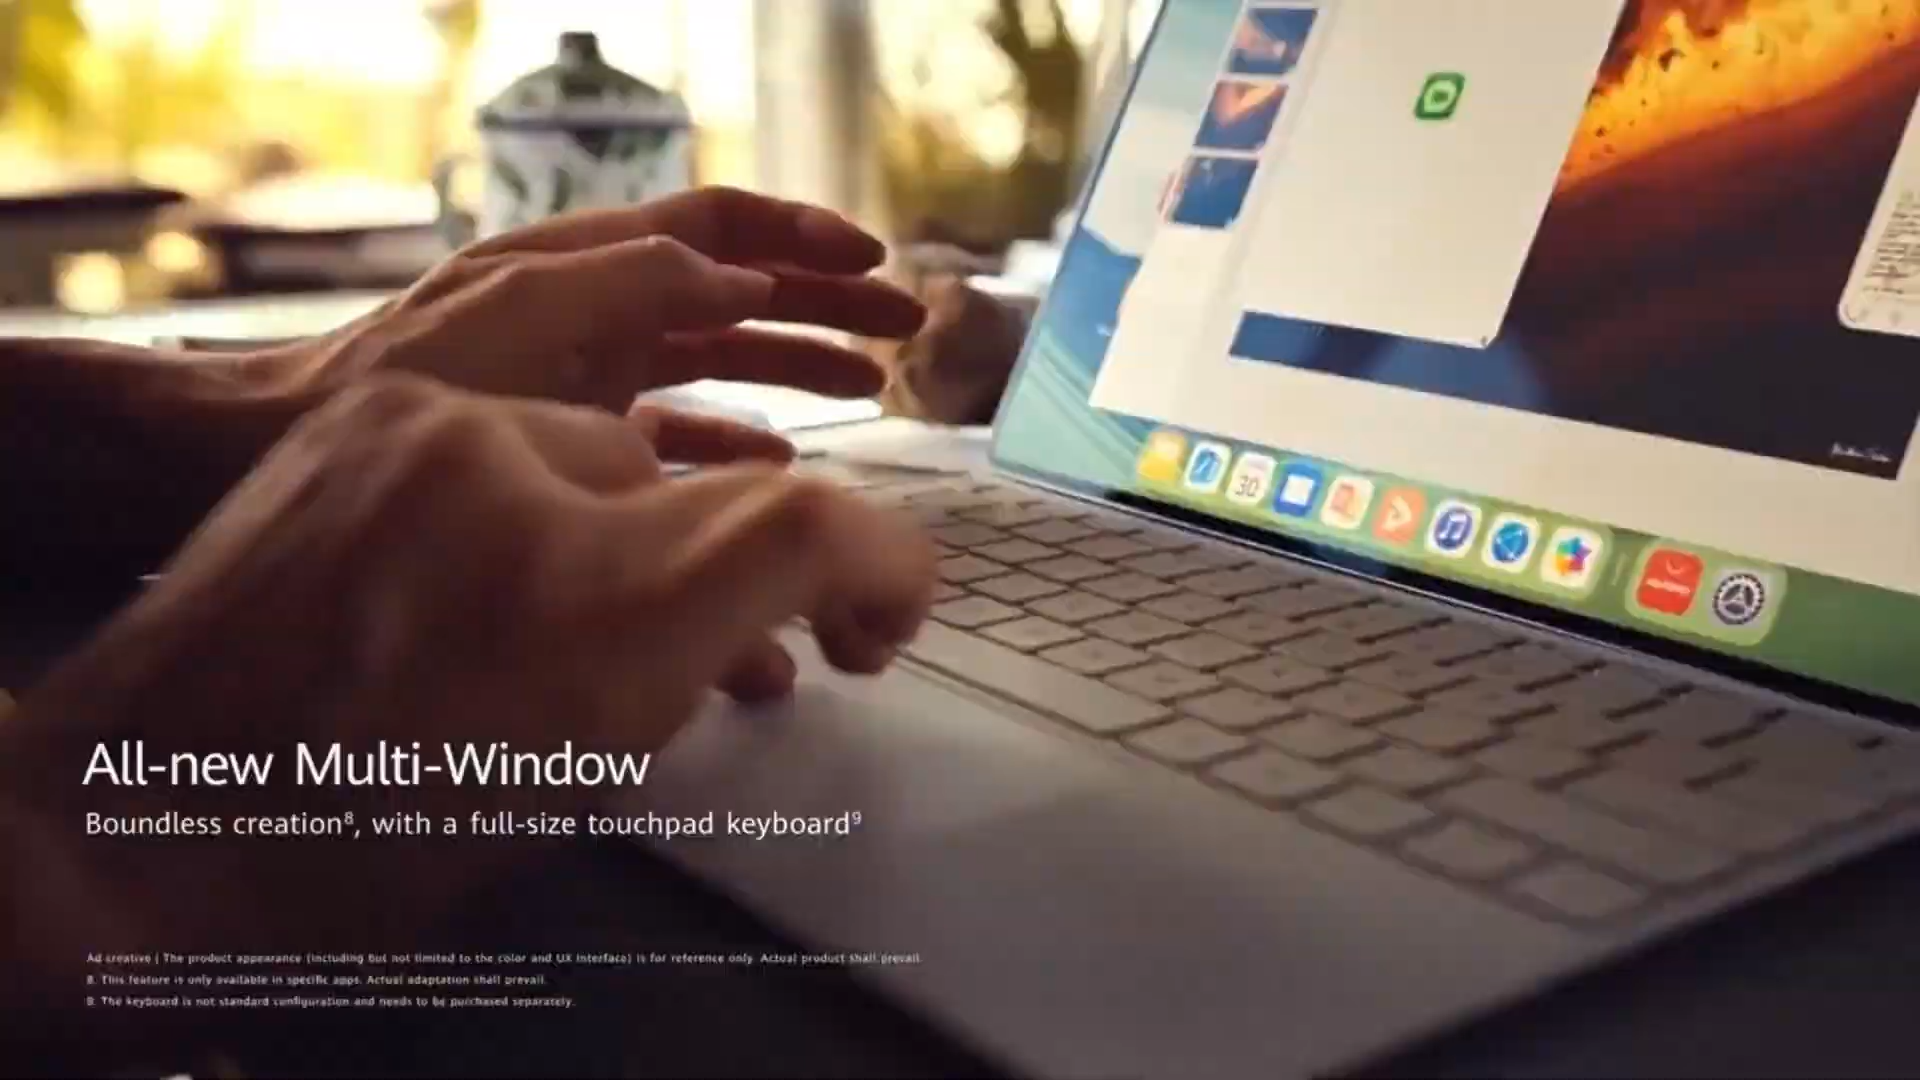 30
All-new Multi-Window
Boundless creation⁸, with a full-size touchpad keyboard⁹
Ad creative | The product appearance (including but not limited to the color and UX interface) is for reference only. Actual product shall prevail.
8. This feature is only available in specific apps. Actual adaptation shall prevail.
9. The keyboard is not standard configuration and needs to be purchased separately.